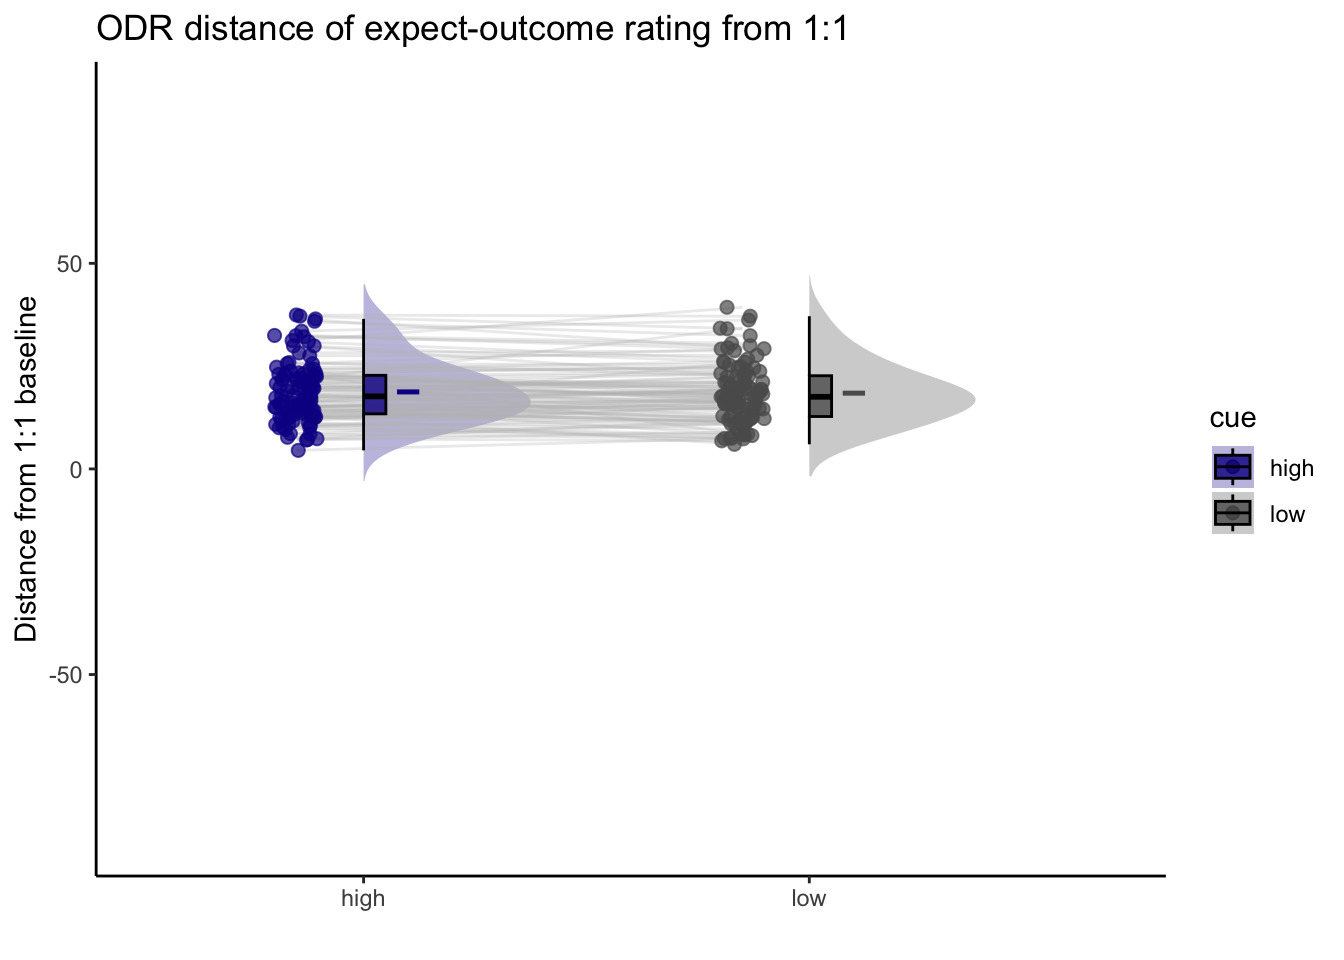 ODR distance of expect-outcome rating from 1:1
Distance from 1:1 baseline
50
0
-50
high
low
cue
high
low